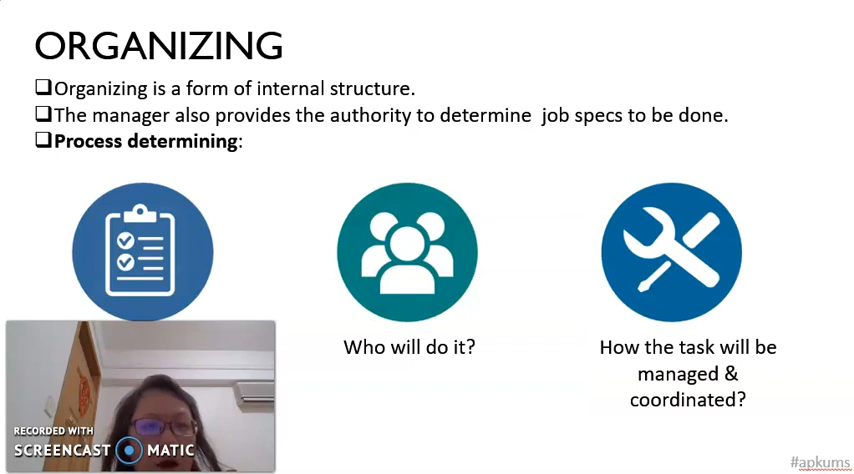 ORGANIZING
Organizing is a form of internal structure.
The manager also provides the authority to determine job specs to be done.
Process determining:
Who will do it?
How the task will be
managed &
coordinated?
RECORDED WITH
SCREENCAST MATIC
#apkums